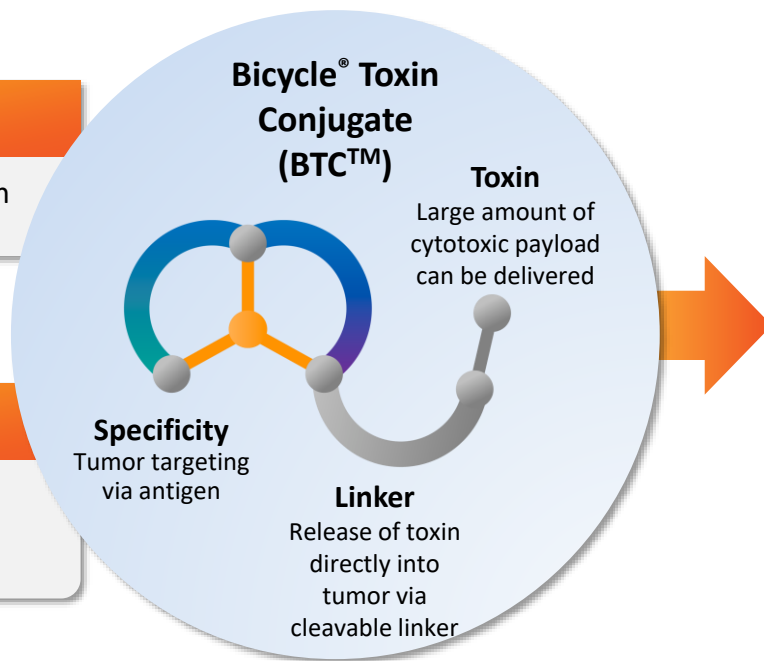 Bicycle® Toxin
Conjugate
(BTC™)
Toxin
Large amount of
cytotoxic payload
can be delivered
Specificity
Tumor targeting
via antigen
Linker
Release of toxin
directly into
tumor via
cleavable linker